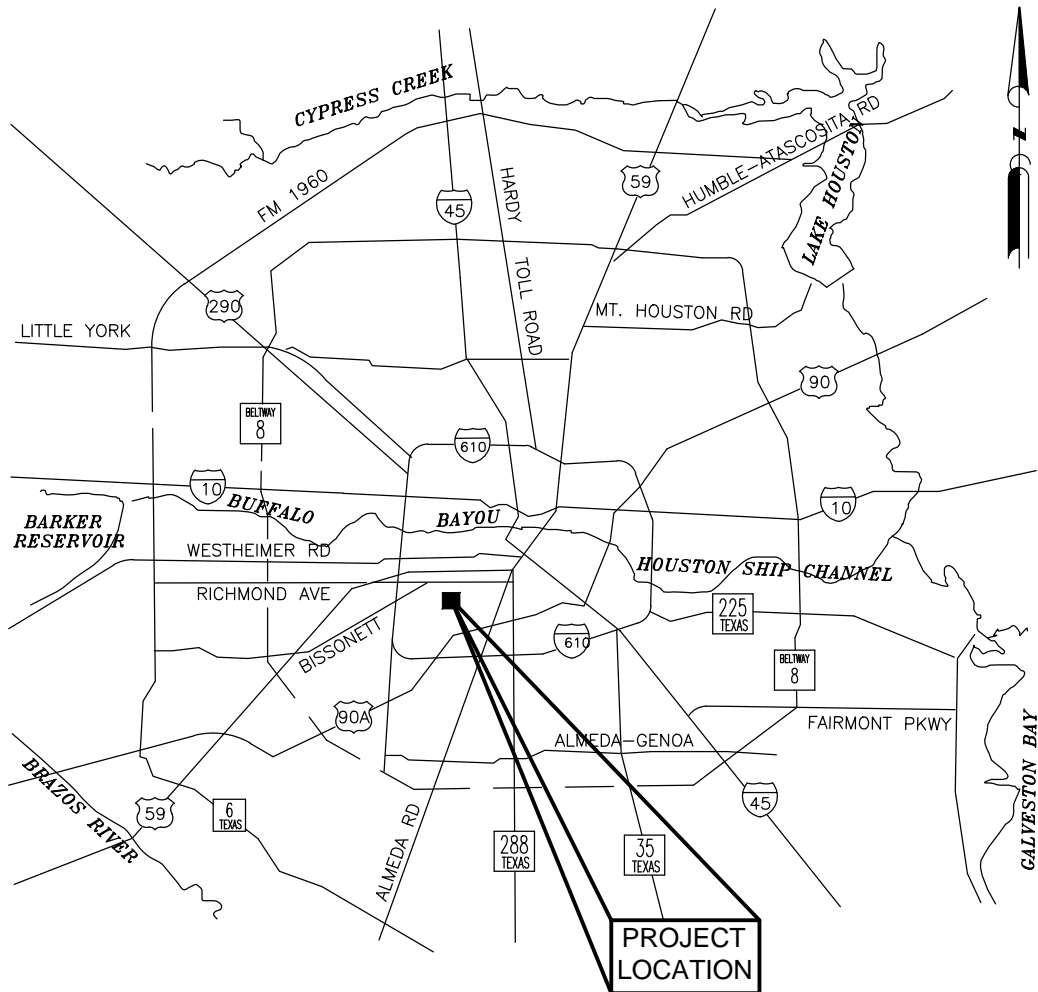 CYPRESS CREEK
HUMBLE-ATASCOSITA RD
N
59
FM 1960
45
HARDY
TOLL ROAD
LAKE HOUSTON
290
LITTLE YORK
MT. HOUSTON RD
90
BELTWAY
8
610
10
BUFFALO
BAYOU
10
BARKER
RESERVOIR
WESTHEIMER RD
HOUSTON SHIP CHANNEL
RICHMOND AVE
225
TEXAS
BISSONETT
610
BELTWAY
8
90A
FAIRMONT PKWY
ALMEDA-GENOA
GALVESTON BAY
BRAZOS RIVER
59
6
TEXAS
45
ALMEDA RD
288
TEXAS
35
TEXAS
PROJECT
LOCATION